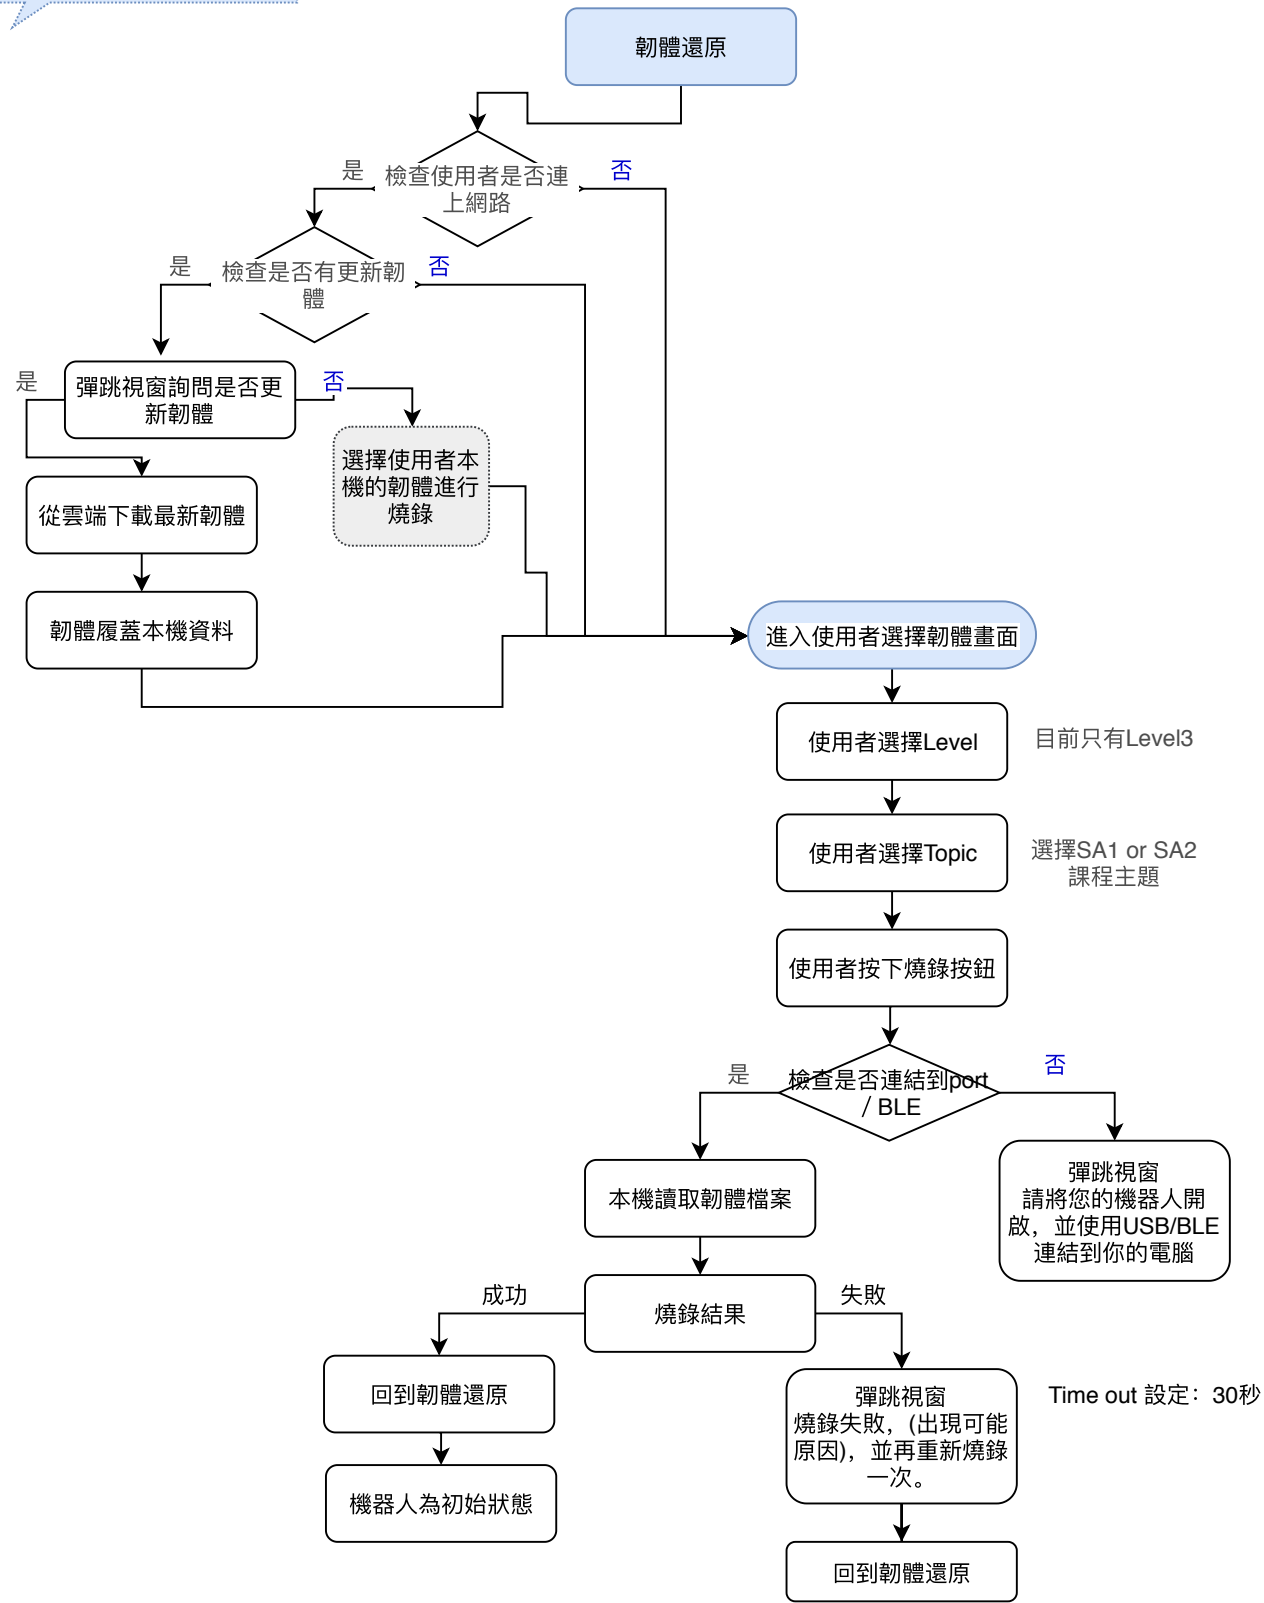 韌體還原
是
檢查使用者是否連
上網路
否
是
檢查是否有更新韌
體
否
是
彈跳視窗詢問是否更
新韌體
否
選擇使用者本
機的韌體進行
燒錄
從雲端下載最新韌體
韌體履蓋本機資料
進入使用者選擇韌體畫面
使用者選擇Level
目前只有Level3
使用者選擇Topic
選擇SA1 or SA2
課程主題
使用者按下燒錄按鈕
是
檢查是否連結到port
/ BLE
否
本機讀取韌體檔案
彈跳視窗
請將您的機器人開
啟，並使用USB/BLE
連結到你的電腦
成功
燒錄結果
失敗
回到韌體還原
彈跳視窗
燒錄失敗，(出現可能
原因)，並再重新燒錄
一次。
Time out 設定：30秒
機器人為初始狀態
回到韌體還原